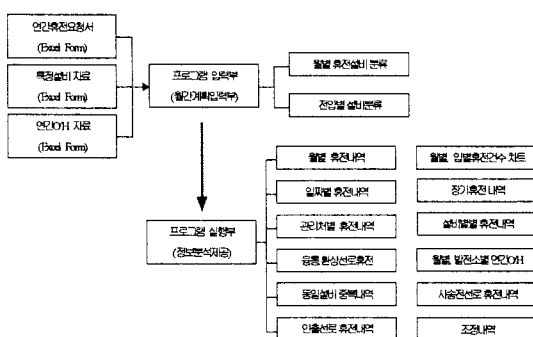 연간휴전요청서
(Excel Form)
특정설비 자료
(Excel Form)
연간O/H 자료
(Excel Form)
프로그램 입력부
(월간계획입력부)
월별 휴전설비 분류
전압별 설비분류
프로그램 실행부
(정보분석제공)
월별 휴전내역
일짜별 휴전내역
관리처별 휴전내역
융통 환상선로휴전
동일설비 중복내역
인출선로 휴전내역
월별, 일별휴전건수 차트
장기휴전 내역
설비별 휴전내역
월별, 발전소별 연간O/H
사송전선로 휴전내역
조정내역